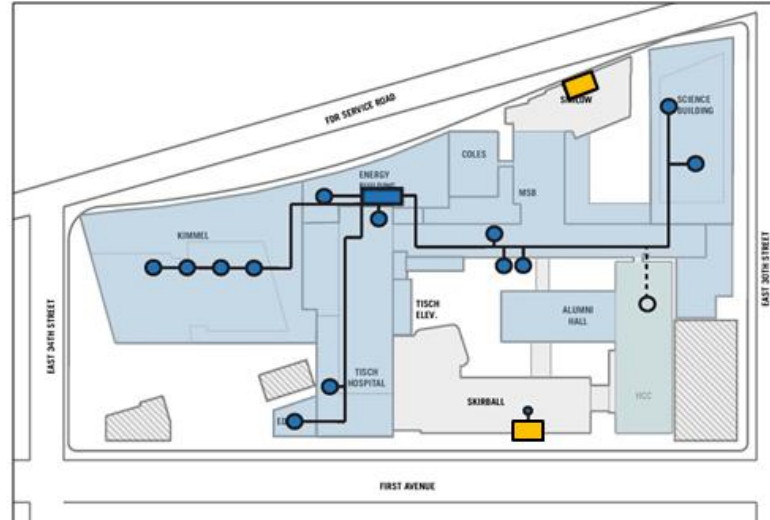 FDR SERVICE ROAD
SCIENCE
BUILDING
COLES
ENERGY
MSB
KIMMEL
EAST 34TH STREET
EAST 30TH STREET
TISCH
ELEV.
ALUMNI
HALL
TISCH
HOSPITAL
SKIRBALL
HCC
FIRST AVENUE